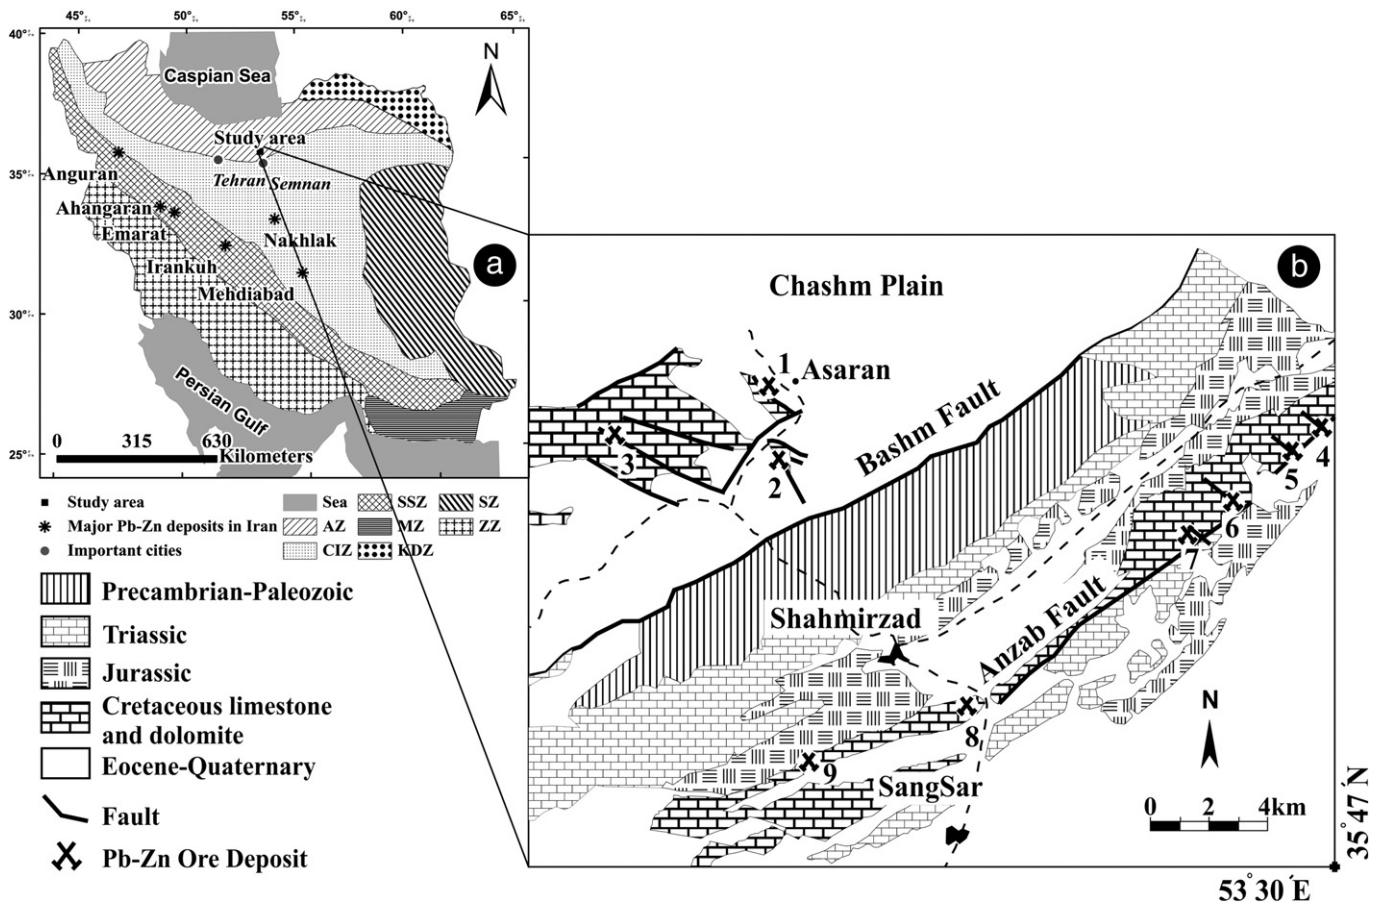 45°
50°
55°
60°
65°
40°
35°
30°
25°
Caspian Sea
N
Study area
Tehran
Semnan
Anguran
Ahangaran
Emarat
Nakhlak
Irankuh
Mehdiabad
Persian Gulf
a
0 315 630
Kilometers
Study area
Major Pb-Zn deposits in Iran
Important cities
Sea
SSZ
SZ
AZ
MZ
ZZ
CIZ
KDZ
Precambrian-Paleozoic
Triassic
Jurassic
Cretaceous limestone
and dolomite
Eocene-Quaternary
Fault
Pb-Zn Ore Deposit
b
Chashm Plain
1
Asaran
Bashm Fault
3
2
4
5
6
7
Shahmirzad
Anzab Fault
8
9
SangSar
N
0 2 4km
35°47´N
53°30´E